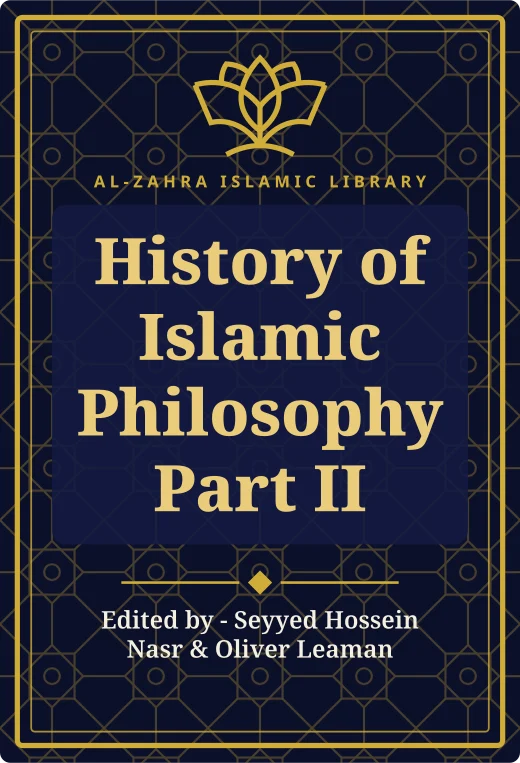 AL-ZAHRA ISLAMIC LIBRARY
History of
Islamic
Philosophy
Part II
Edited by - Seyyed Hossein
Nasr & Oliver Leaman